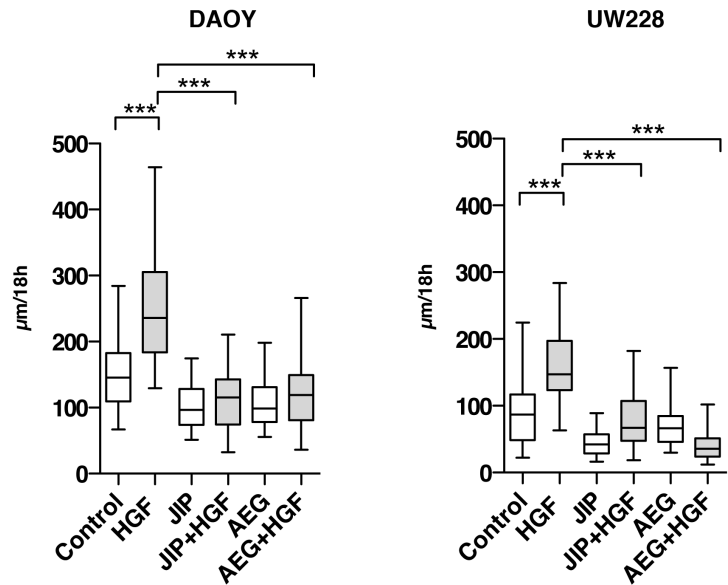 DAOY
***
***
***
500
400
300
200
100
0
µm/18h
Control
HGF
JIP
JIP+HGF
AEG
AEG+HGF
UW228
***
***
***
500
400
300
200
100
0
µm/18h
Control
HGF
JIP
JIP+HGF
AEG
AEG+HGF